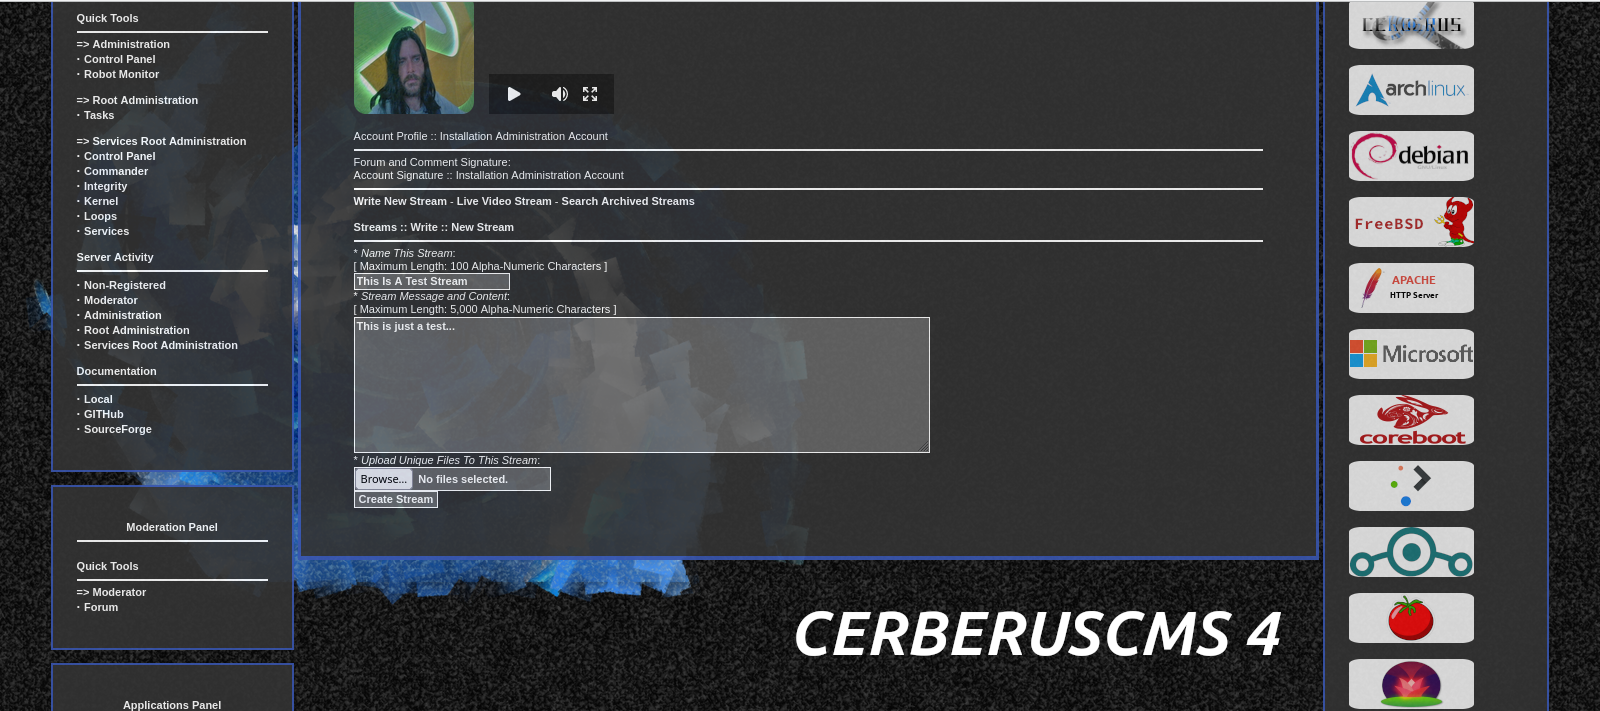 Quick Tools
=> Administration
· Control Panel
· Robot Monitor
=> Root Administration
· Tasks
=> Services Root Administration
· Control Panel
· Commander
· Integrity
· Kernel
· Loops
· Services
Server Activity
· Non-Registered
· Moderator
· Administration
· Root Administration
· Services Root Administration
Documentation
· Local
· GITHub
· SourceForge
Moderation Panel
Quick Tools
=> Moderator
· Forum
Applications Panel
Account Profile :: Installation Administration Account
Forum and Comment Signature:
Account Signature :: Installation Administration Account
Write New Stream - Live Video Stream - Search Archived Streams
Streams :: Write :: New Stream
* Name This Stream:
[ Maximum Length: 100 Alpha-Numeric Characters ]
This Is A Test Stream
* Stream Message and Content:
[ Maximum Length: 5,000 Alpha-Numeric Characters ]
This is just a test...
* Upload Unique Files To This Stream:
Browse... No files selected.
Create Stream
CERBERUSCMS 4
CERBERUS
archlinux
debian
FreeBSD
APACHE
HTTP Server
Microsoft
coreboot